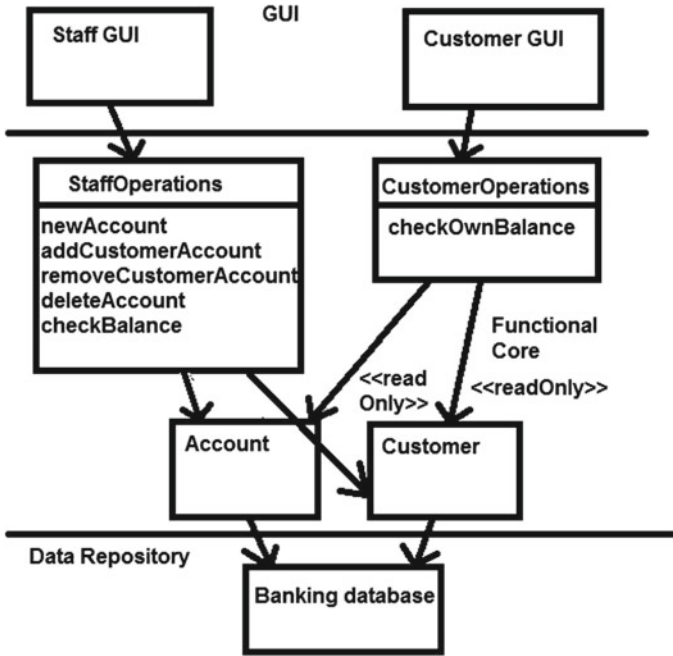 GUI
Staff GUI
Customer GUI
StaffOperations
newAccount
addCustomerAccount
removeCustomerAccount
deleteAccount
checkBalance
CustomerOperations
checkOwnBalance
Functional
Core
<<read
Only>>
<<readOnly>>
Account
Customer
Data Repository
Banking database